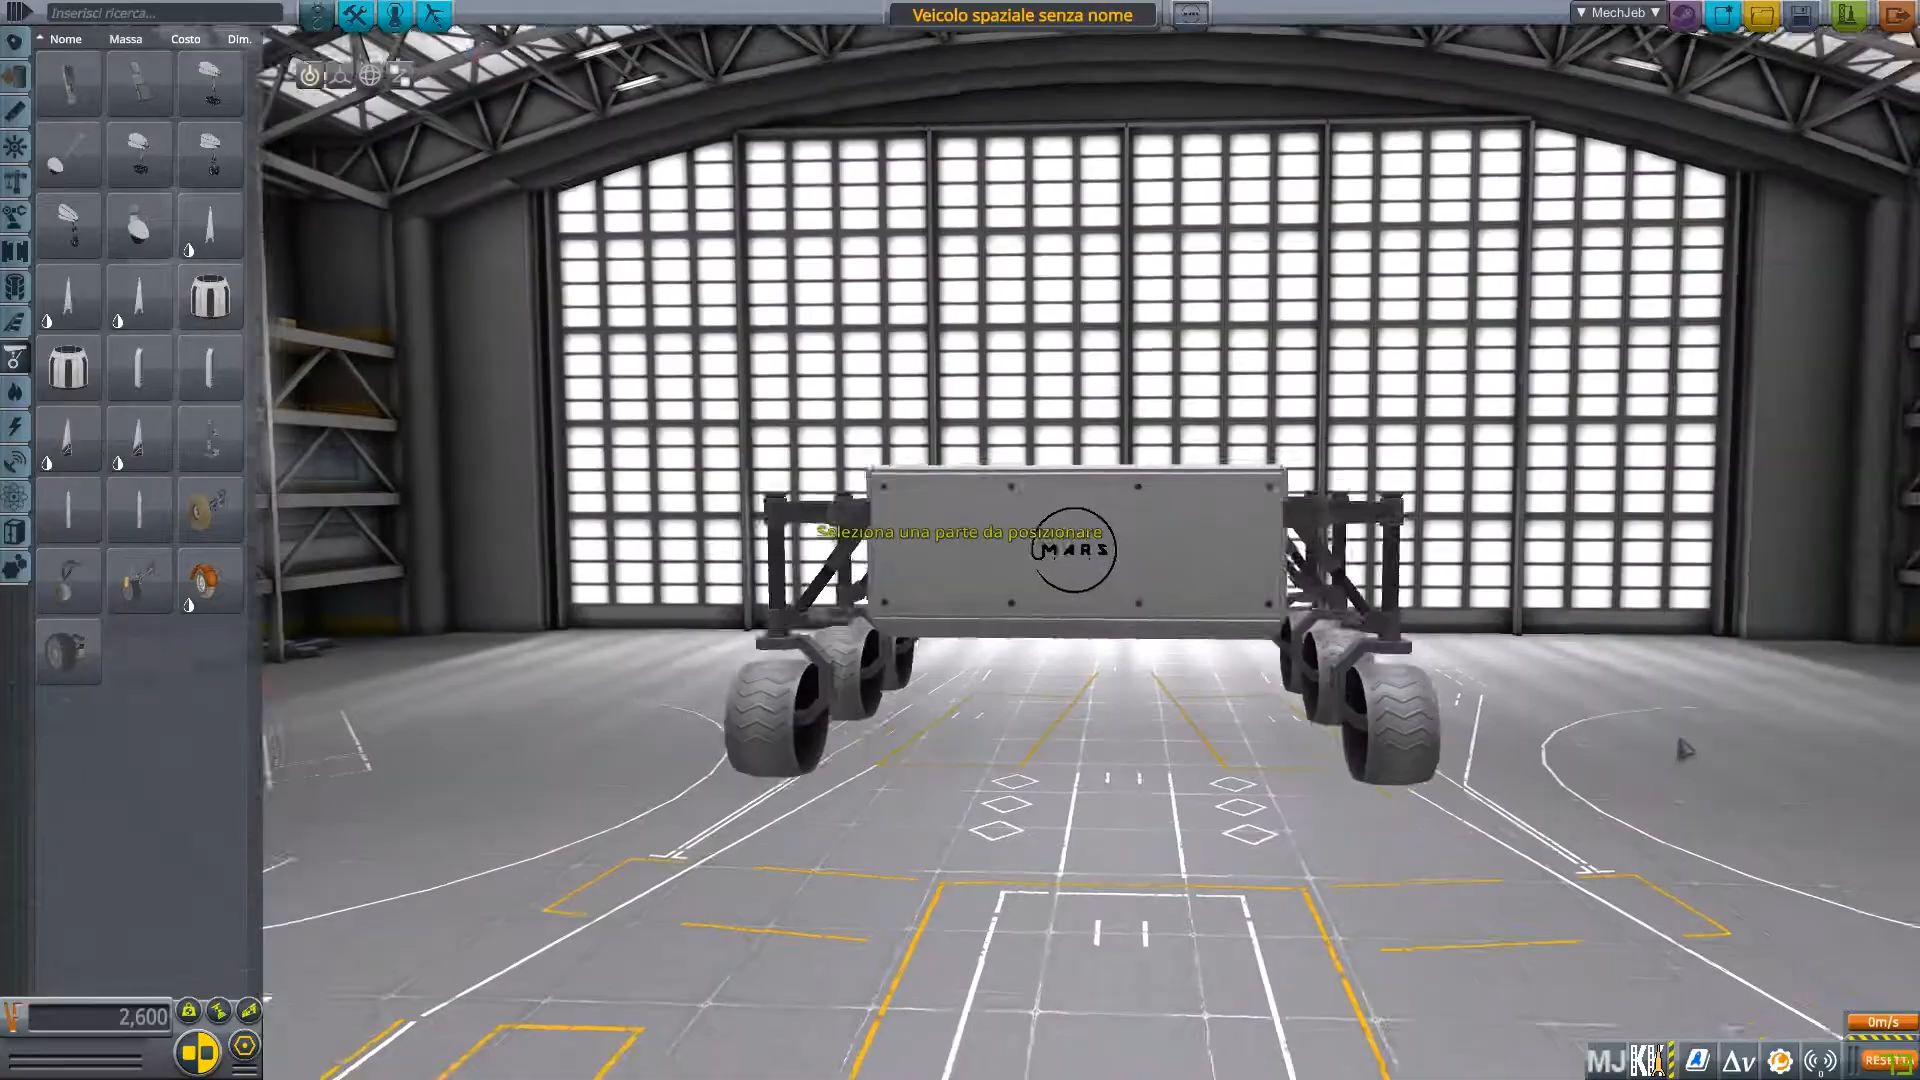 Inserisci ricerca...
Veicolo spaziale senza nome
▼ MechJeb ▼
Nome Massa Costo Dim.
Seleziona una parte da posizionare
MARS
2,600
0m/s
MJ
Δv
0